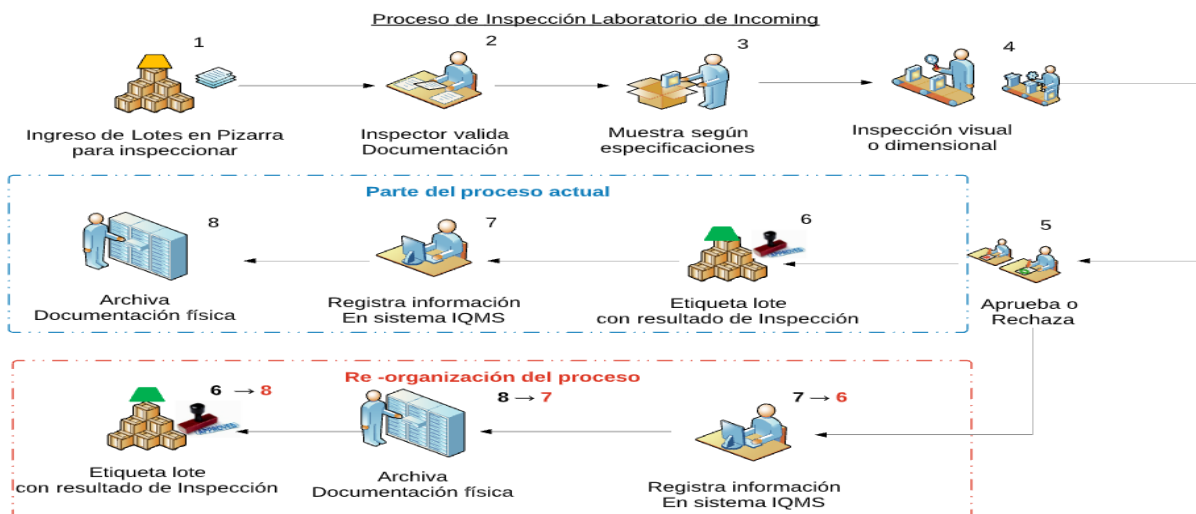 Proceso de Inspección Laboratorio de Incoming
1
Ingreso de Lotes en Pizarra
para inspeccionar
2
Inspector valida
Documentación
3
Muestra según
especificaciones
4
Inspección visual
o dimensional
Parte del proceso actual
8
Archiva
Documentación física
7
Registra información
En sistema IQMS
6
Etiqueta lote
con resultado de Inspección
5
Aprueba o
Rechaza
Re -organización del proceso
6 → 8
Etiqueta lote
con resultado de Inspección
8 → 7
Archiva
Documentación física
7 → 6
Registra información
En sistema IQMS